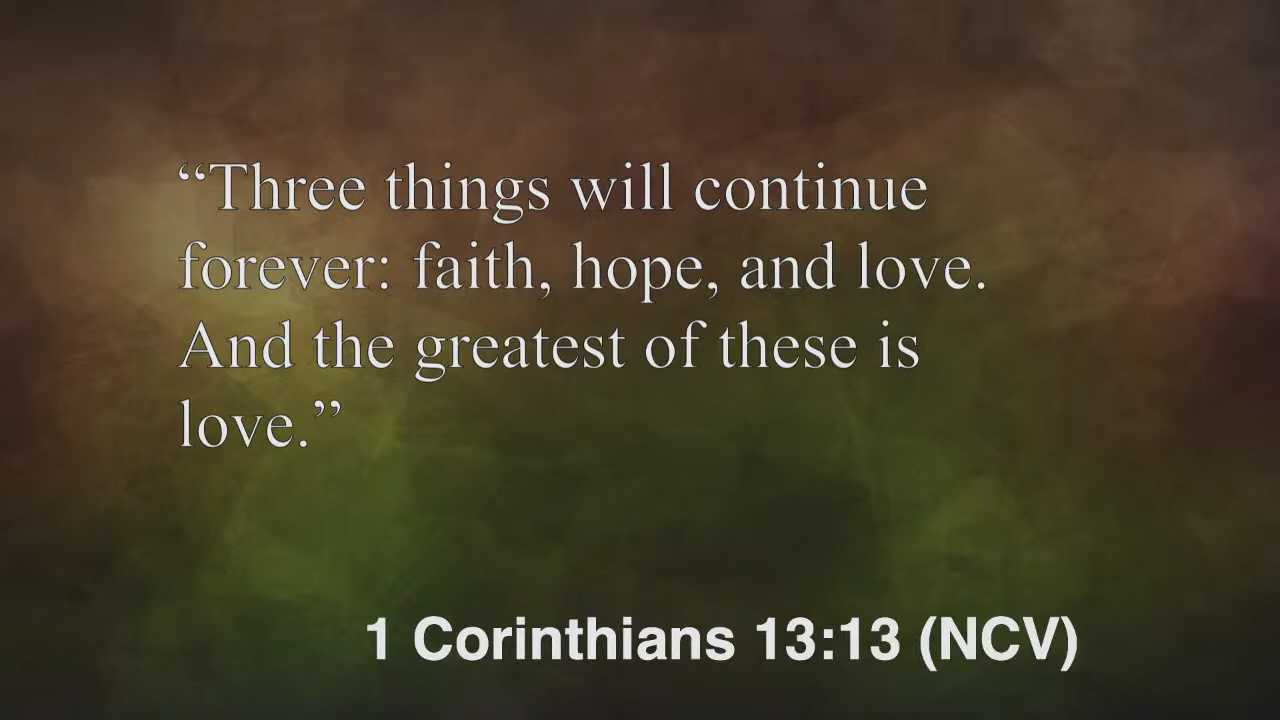 “Three things will continue
forever: faith, hope, and love.
And the greatest of these is
love.”
1 Corinthians 13:13 (NCV)